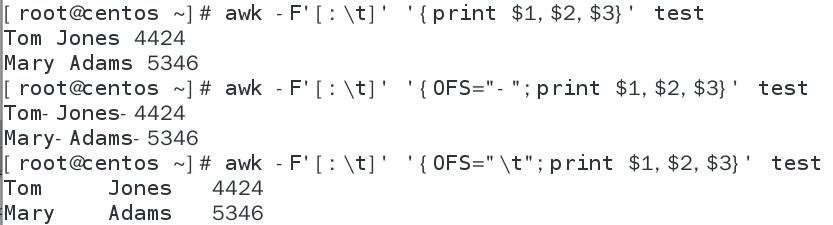 [root@centos ~]# awk -F'[:\t]' '{print $1,$2,$3}' test
Tom Jones 4424
Mary Adams 5346
[root@centos ~]# awk -F'[:\t]' '{OFS="-";print $1,$2,$3}' test
Tom-Jones-4424
Mary-Adams-5346
[root@centos ~]# awk -F'[:\t]' '{OFS="\t";print $1,$2,$3}' test
Tom	Jones	4424
Mary	Adams	5346